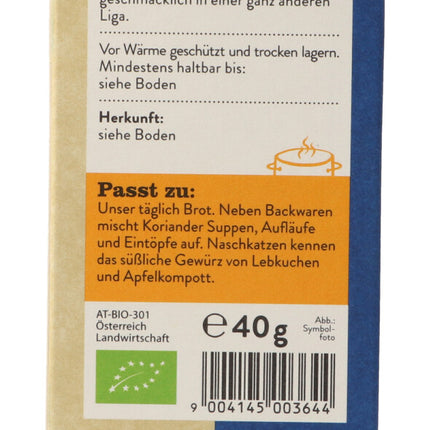 geschmacklich in einer ganz anderen
Liga.
Vor Wärme geschützt und trocken lagern.
Mindestens haltbar bis:
siehe Boden
Herkunft:
siehe Boden
Passt zu:
Unser täglich Brot. Neben Backwaren
mischt Koriander Suppen, Aufläufe
und Eintöpfe auf. Naschkatzen kennen
das süßliche Gewürz von Lebkuchen
und Apfelkompott.
AT-BIO-301
Österreich
Landwirtschaft
℮ 40 g
Abb.:
Symbol-
foto
9 004145 003644